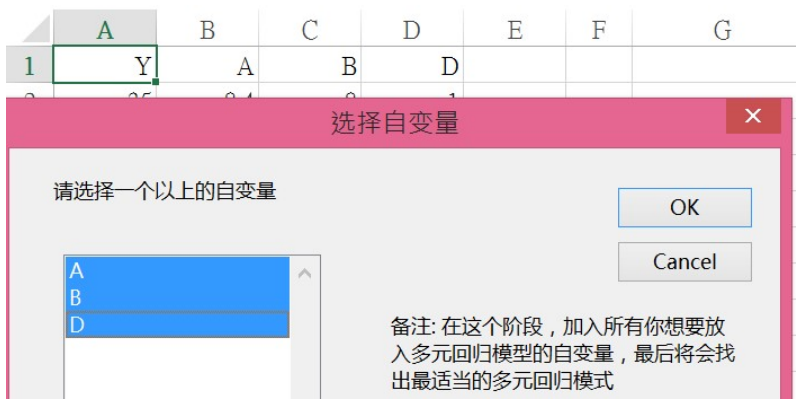 A B C D E F G
1 Y A B D
选择自变量
请选择一个以上的自变量
OK
Cancel
A
B
D
备注: 在这个阶段，加入所有你想要放
入多元回归模型的自变量，最后将会找
出最适当的多元回归模式